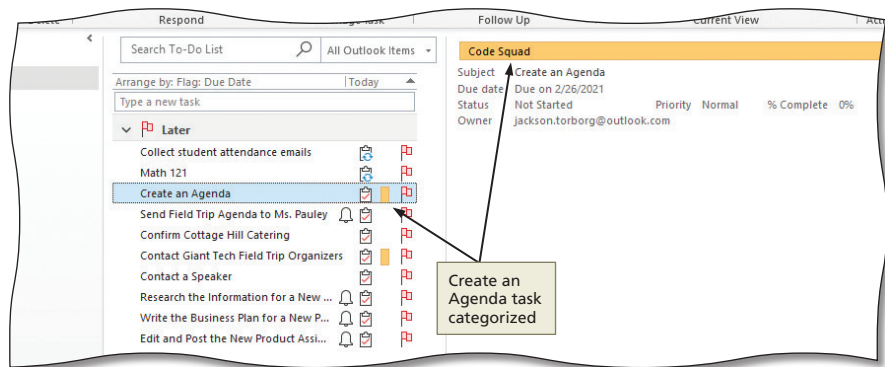 Respond
Follow Up
Current View
Search To-Do List
All Outlook Items
Arrange by: Flag: Due Date
Today
Type a new task
Later
Collect student attendance emails
Math 121
Create an Agenda
Send Field Trip Agenda to Ms. Pauley
Confirm Cottage Hill Catering
Contact Giant Tech Field Trip Organizers
Contact a Speaker
Research the Information for a New ...
Write the Business Plan for a New P...
Edit and Post the New Product Assi...
Code Squad
Subject Create an Agenda
Due date Due on 2/26/2021
Status Not Started Priority Normal % Complete 0%
Owner jackson.torborg@outlook.com
Create an
Agenda task
categorized